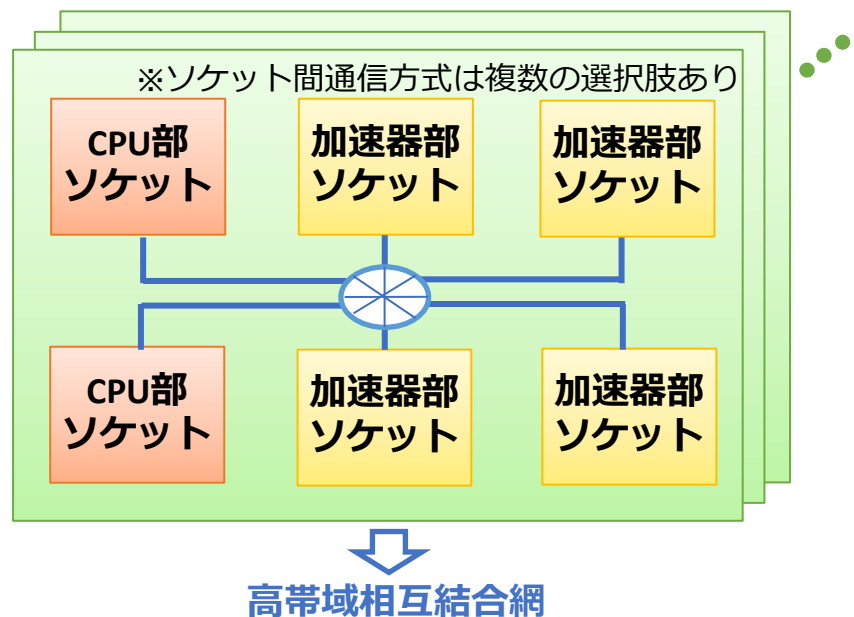 ※ソケット間通信方式は複数の選択肢あり
CPU部
ソケット
加速器部
ソケット
加速器部
ソケット
CPU部
ソケット
加速器部
ソケット
加速器部
ソケット
高帯域相互結合網